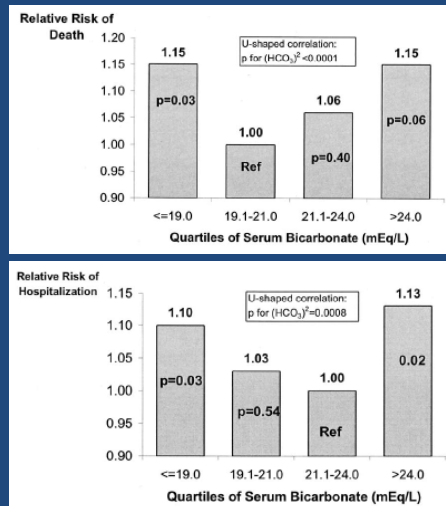 Relative Risk of
Death
1.20
1.15
1.10
1.05
1.00
0.95
0.90
U-shaped correlation:
p for (HCO₃)² <0.0001
1.15
1.00
1.06
1.15
p=0.03
Ref
p=0.40
p=0.06
<=19.0 19.1-21.0 21.1-24.0 >24.0
Quartiles of Serum Bicarbonate (mEq/L)
Relative Risk of
Hospitalization
1.15
1.10
1.05
1.00
0.95
0.90
U-shaped correlation:
p for (HCO₃)²=0.0008
1.10
1.03
1.00
1.13
p=0.03
p=0.54
Ref
0.02
<=19.0 19.1-21.0 21.1-24.0 >24.0
Quartiles of Serum Bicarbonate (mEq/L)